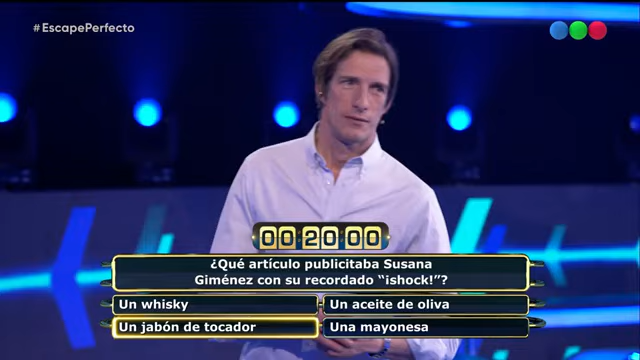 #EscapePerfecto
00 20 00
¿Qué artículo publicitaba Susana
Giménez con su recordado “¡shock!”?
Un whisky
Un aceite de oliva
Un jabón de tocador
Una mayonesa